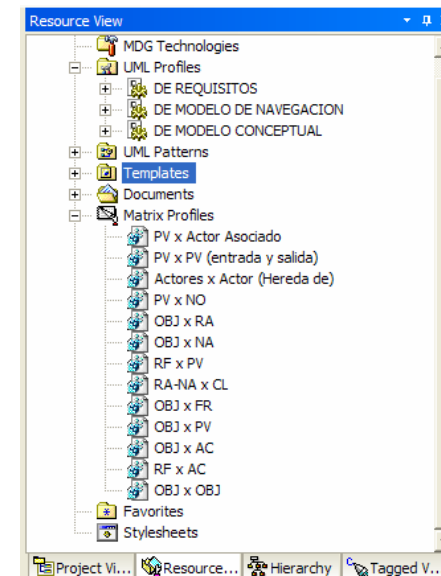 Resource View
MDG Technologies
UML Profiles
DE REQUISITOS
DE MODELO DE NAVEGACION
DE MODELO CONCEPTUAL
UML Patterns
Templates
Documents
Matrix Profiles
PV x Actor Asociado
PV x PV (entrada y salida)
Actores x Actor (Hereda de)
PV x NO
OBJ x RA
OBJ x NA
RF x PV
RA-NA x CL
OBJ x FR
OBJ x PV
OBJ x AC
RF x AC
OBJ x OBJ
Favorites
Stylesheets
Project Vi... Resource... Hierarchy Tagged V...